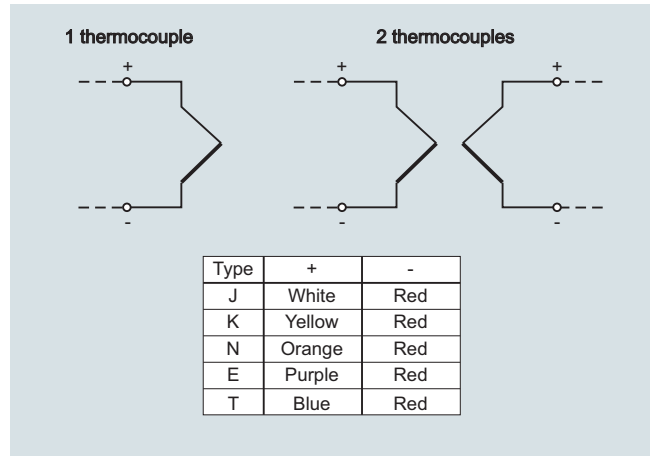 1 thermocouple 2 thermocouples
+ + +
- - -
Type + -
J White Red
K Yellow Red
N Orange Red
E Purple Red
T Blue Red